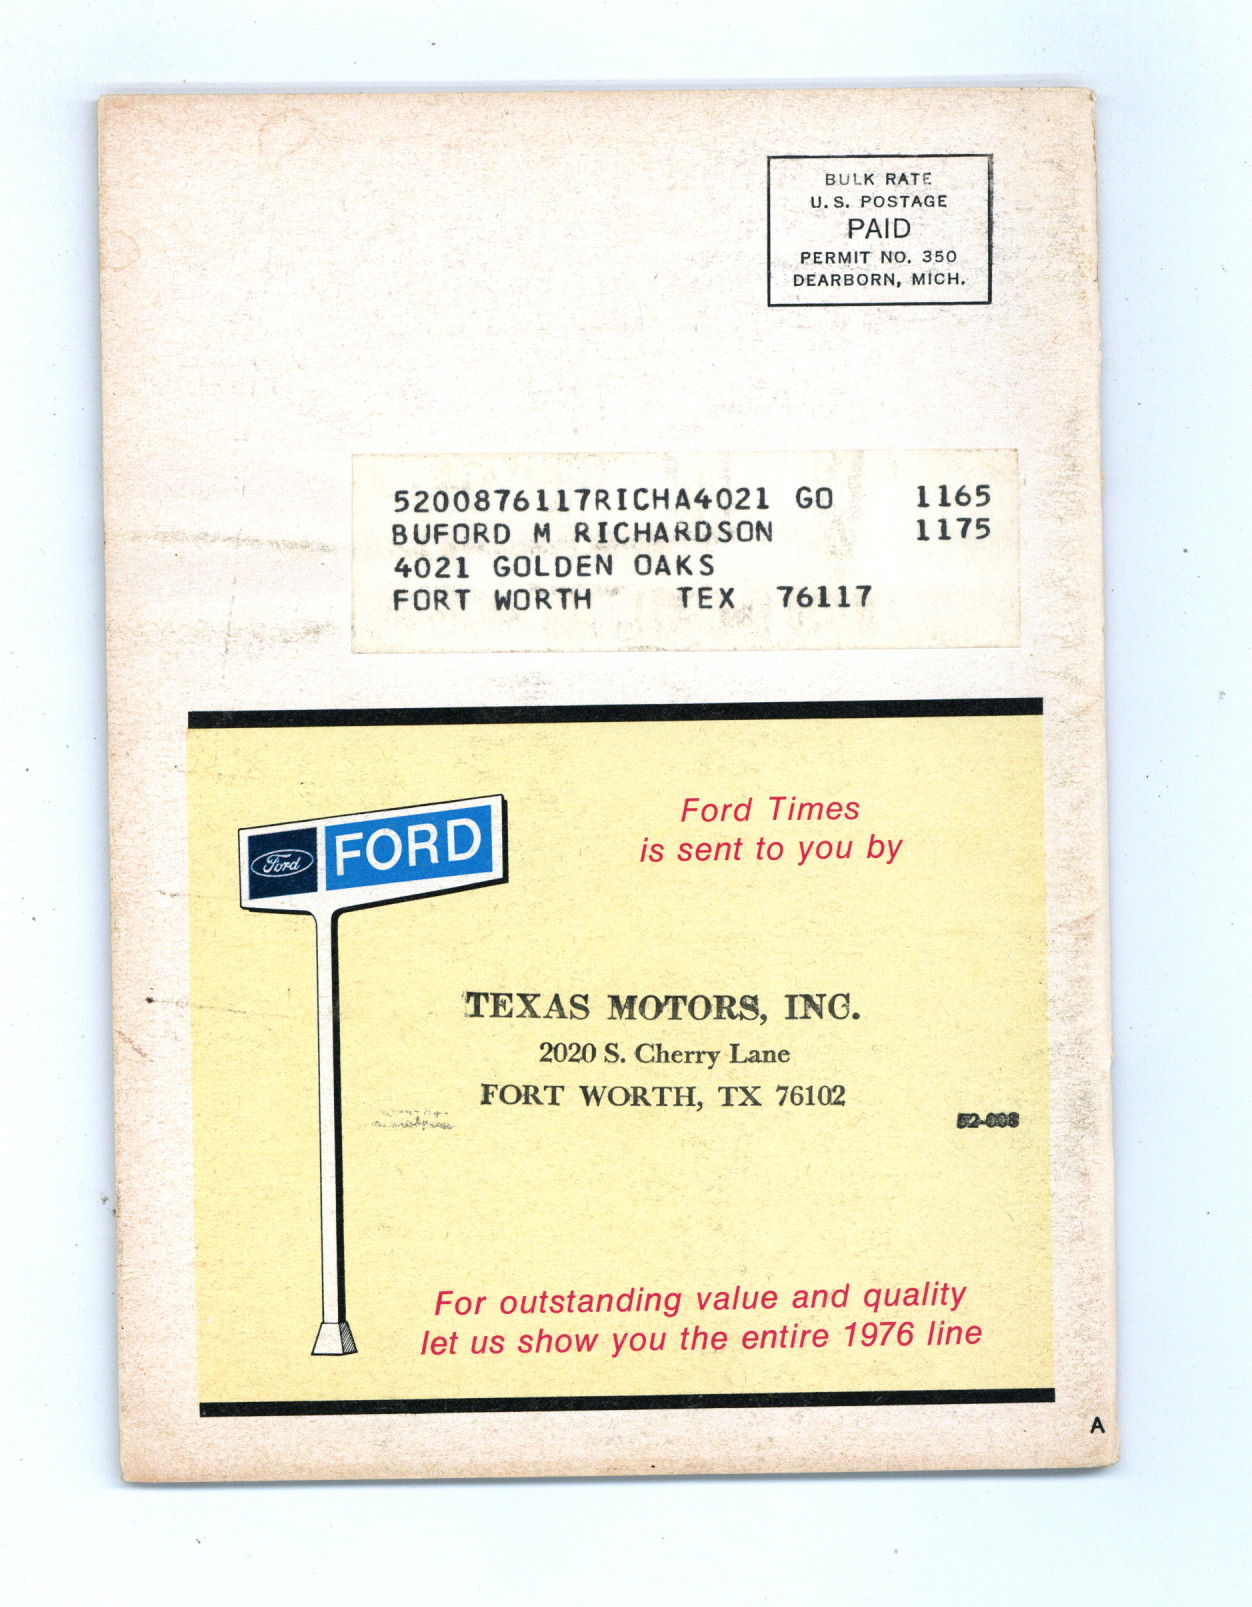 BULK RATE
U. S. POSTAGE
PAID
PERMIT NO. 350
DEARBORN, MICH.
5200876117RICHA4021 GO 1165
BUFORD M RICHARDSON 1175
4021 GOLDEN OAKS
FORT WORTH TEX 76117
Ford Times
is sent to you by
Ford FORD
TEXAS MOTORS, INC.
2020 S. Cherry Lane
FORT WORTH, TX 76102
For outstanding value and quality
let us show you the entire 1976 line
A